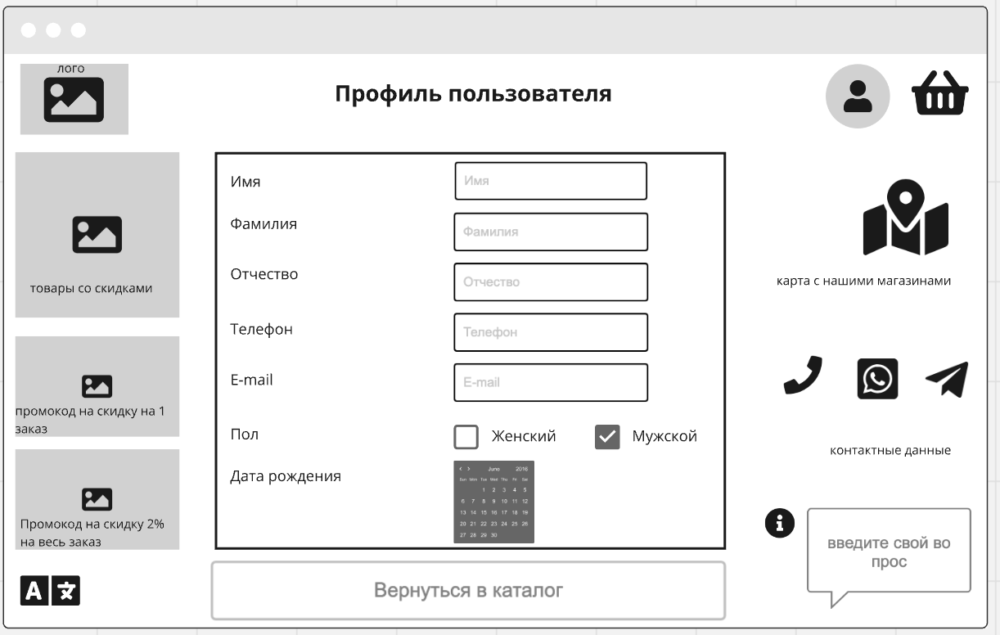 лого
Профиль пользователя
товары со скидками
промокод на скидку на 1
заказ
Промокод на скидку 2%
на весь заказ
A
Имя
Имя
Фамилия
Фамилия
Отчество
Отчество
Телефон
Телефон
E-mail
E-mail
Пол
Женский
Мужской
Дата рождения
‹ › June 2016
Sun Mon Tue Wed Thu Fri Sat
1 2 3 4 5
6 7 8 9 10 11 12
13 14 15 16 17 18 19
20 21 22 23 24 25 26
27 28 29 30
Вернуться в каталог
карта с нашими магазинами
контактные данные
i
введите свой во
прос